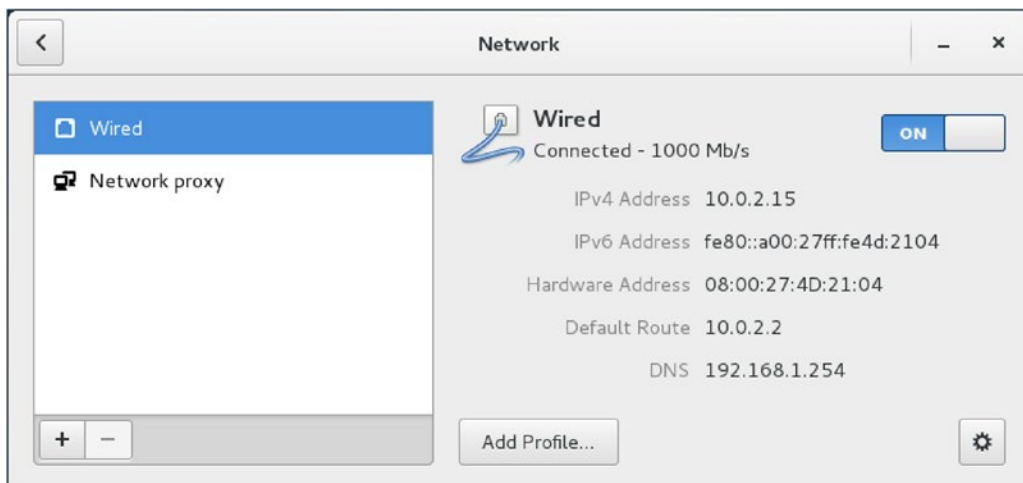 Network
Wired
Network proxy
Wired
Connected - 1000 Mb/s
ON
IPv4 Address 10.0.2.15
IPv6 Address fe80::a00:27ff:fe4d:2104
Hardware Address 08:00:27:4D:21:04
Default Route 10.0.2.2
DNS 192.168.1.254
Add Profile...